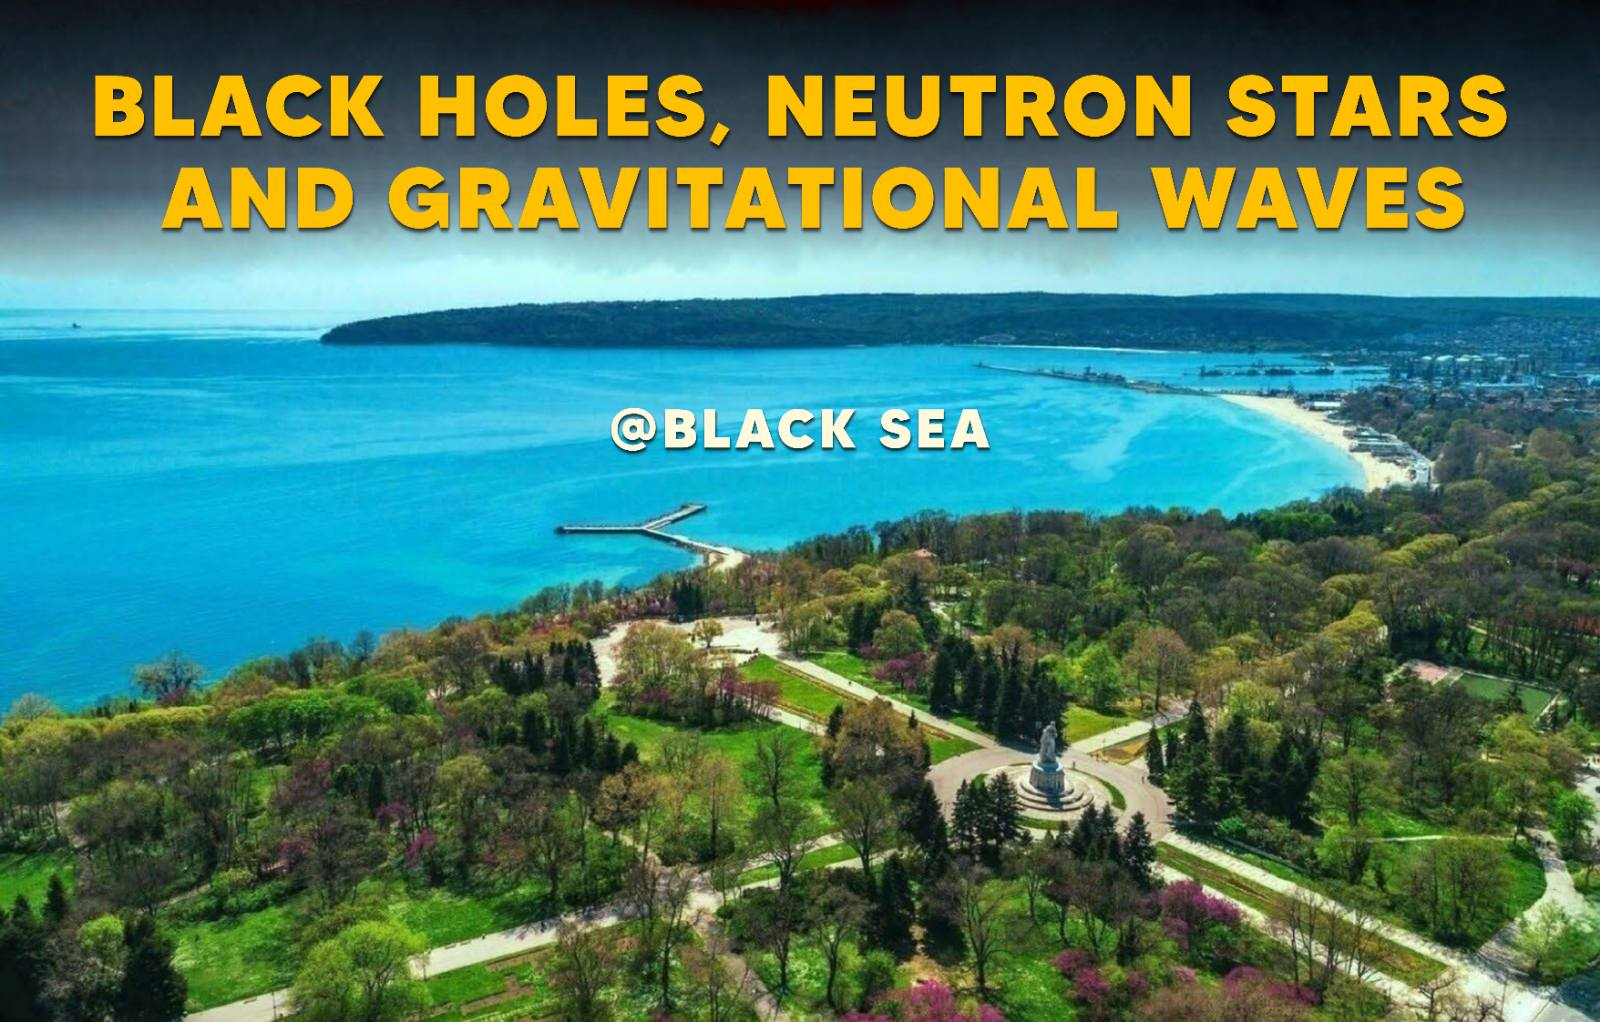 BLACK HOLES, NEUTRON STARS
AND GRAVITATIONAL WAVES
@BLACK SEA